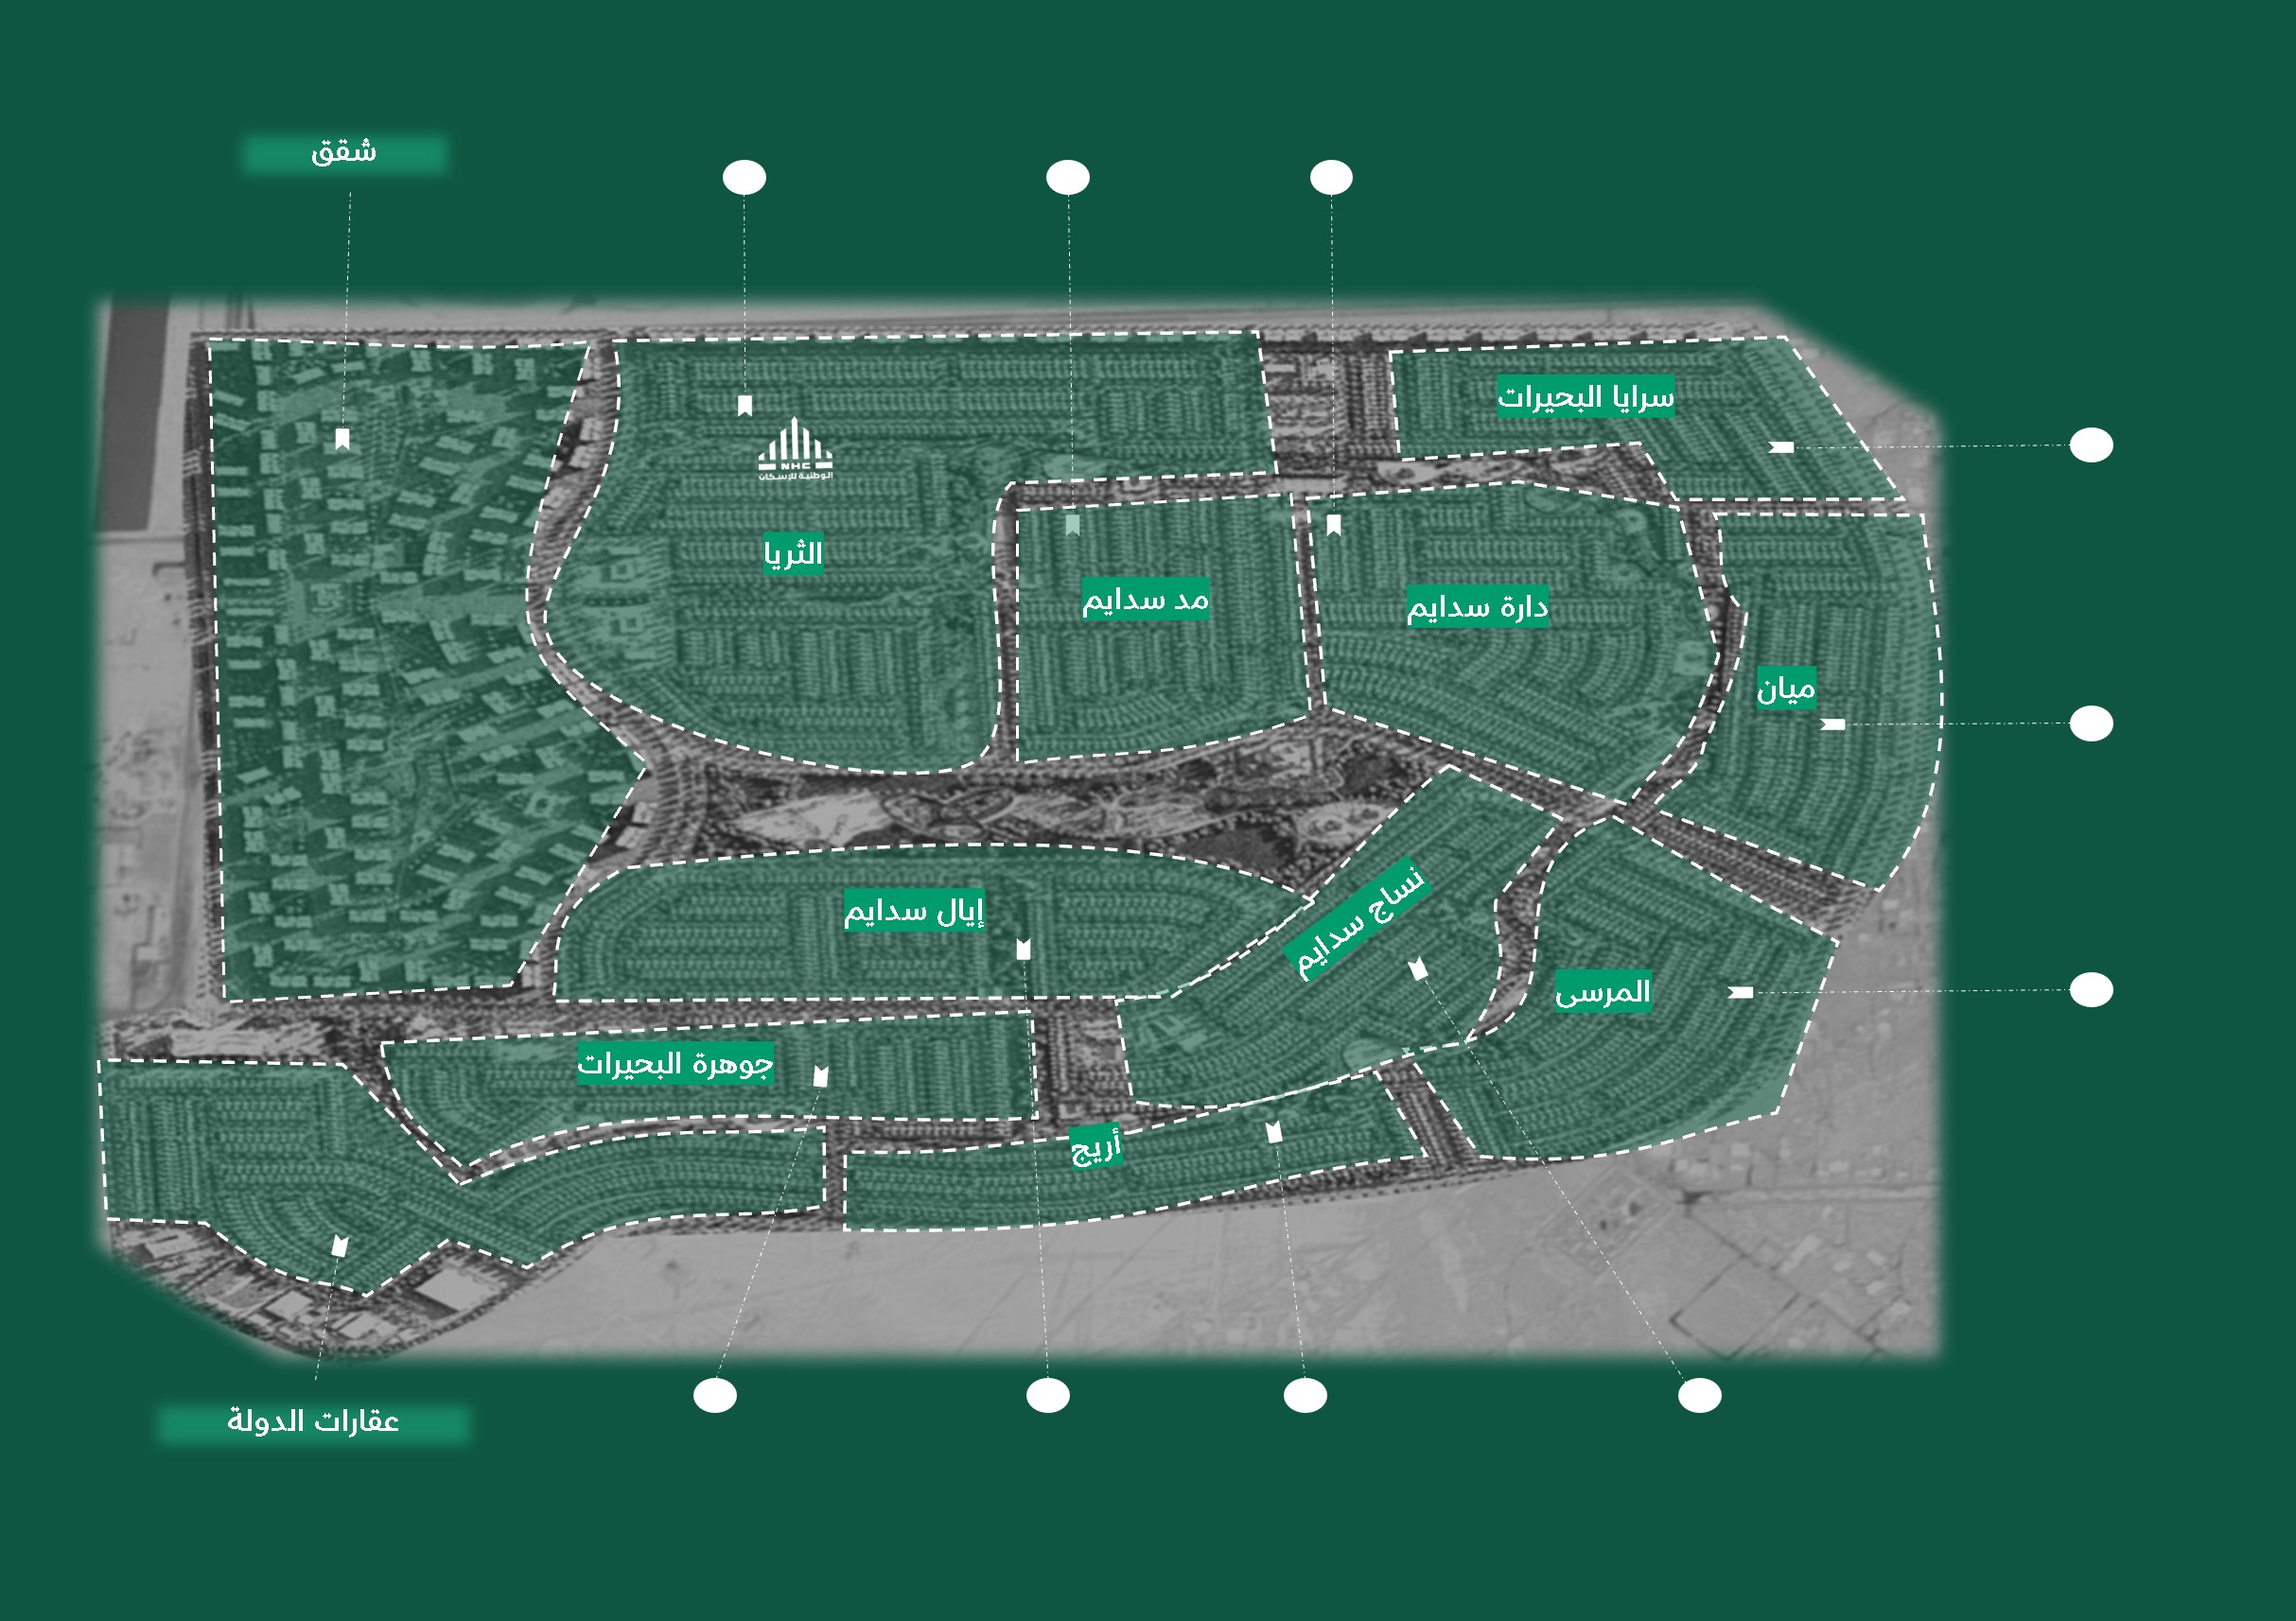 شقق
سرايا البحيرات
NHC
الوطنية للإسكان
الثريا
مد سدايم
دارة سدايم
ميان
إيال سدايم
نساج سدايم
المرسى
جوهرة البحيرات
أريج
عقارات الدولة